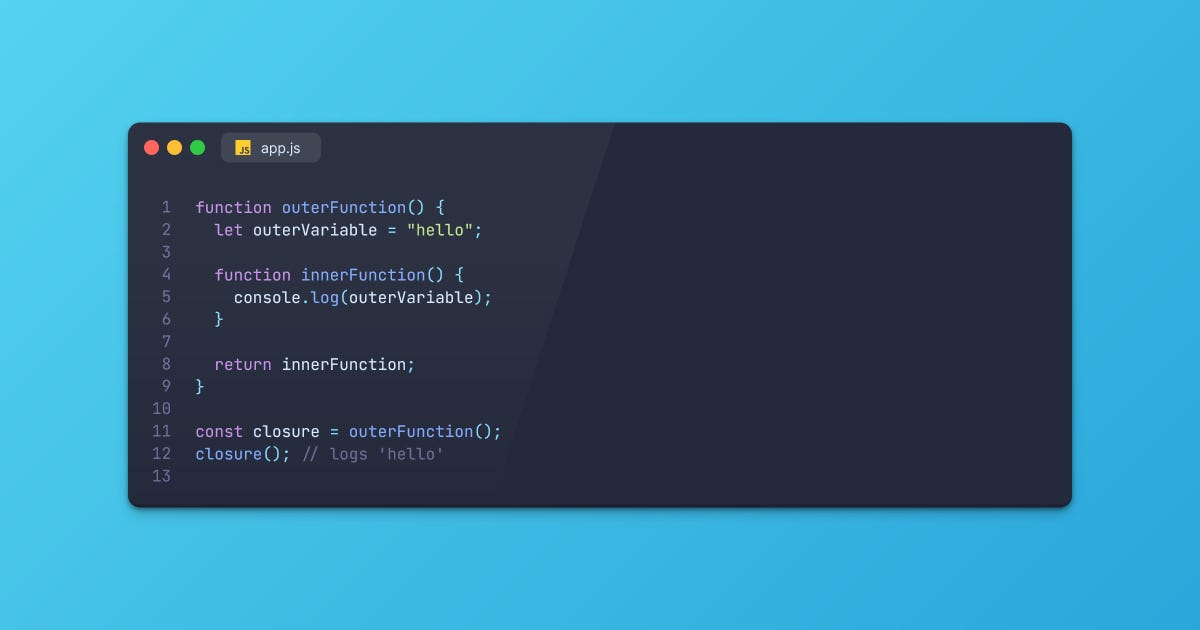 JS app.js
1 function outerFunction() {
2   let outerVariable = "hello";
3
4   function innerFunction() {
5     console.log(outerVariable);
6   }
7
8   return innerFunction;
9 }
10
11 const closure = outerFunction();
12 closure(); // logs 'hello'
13